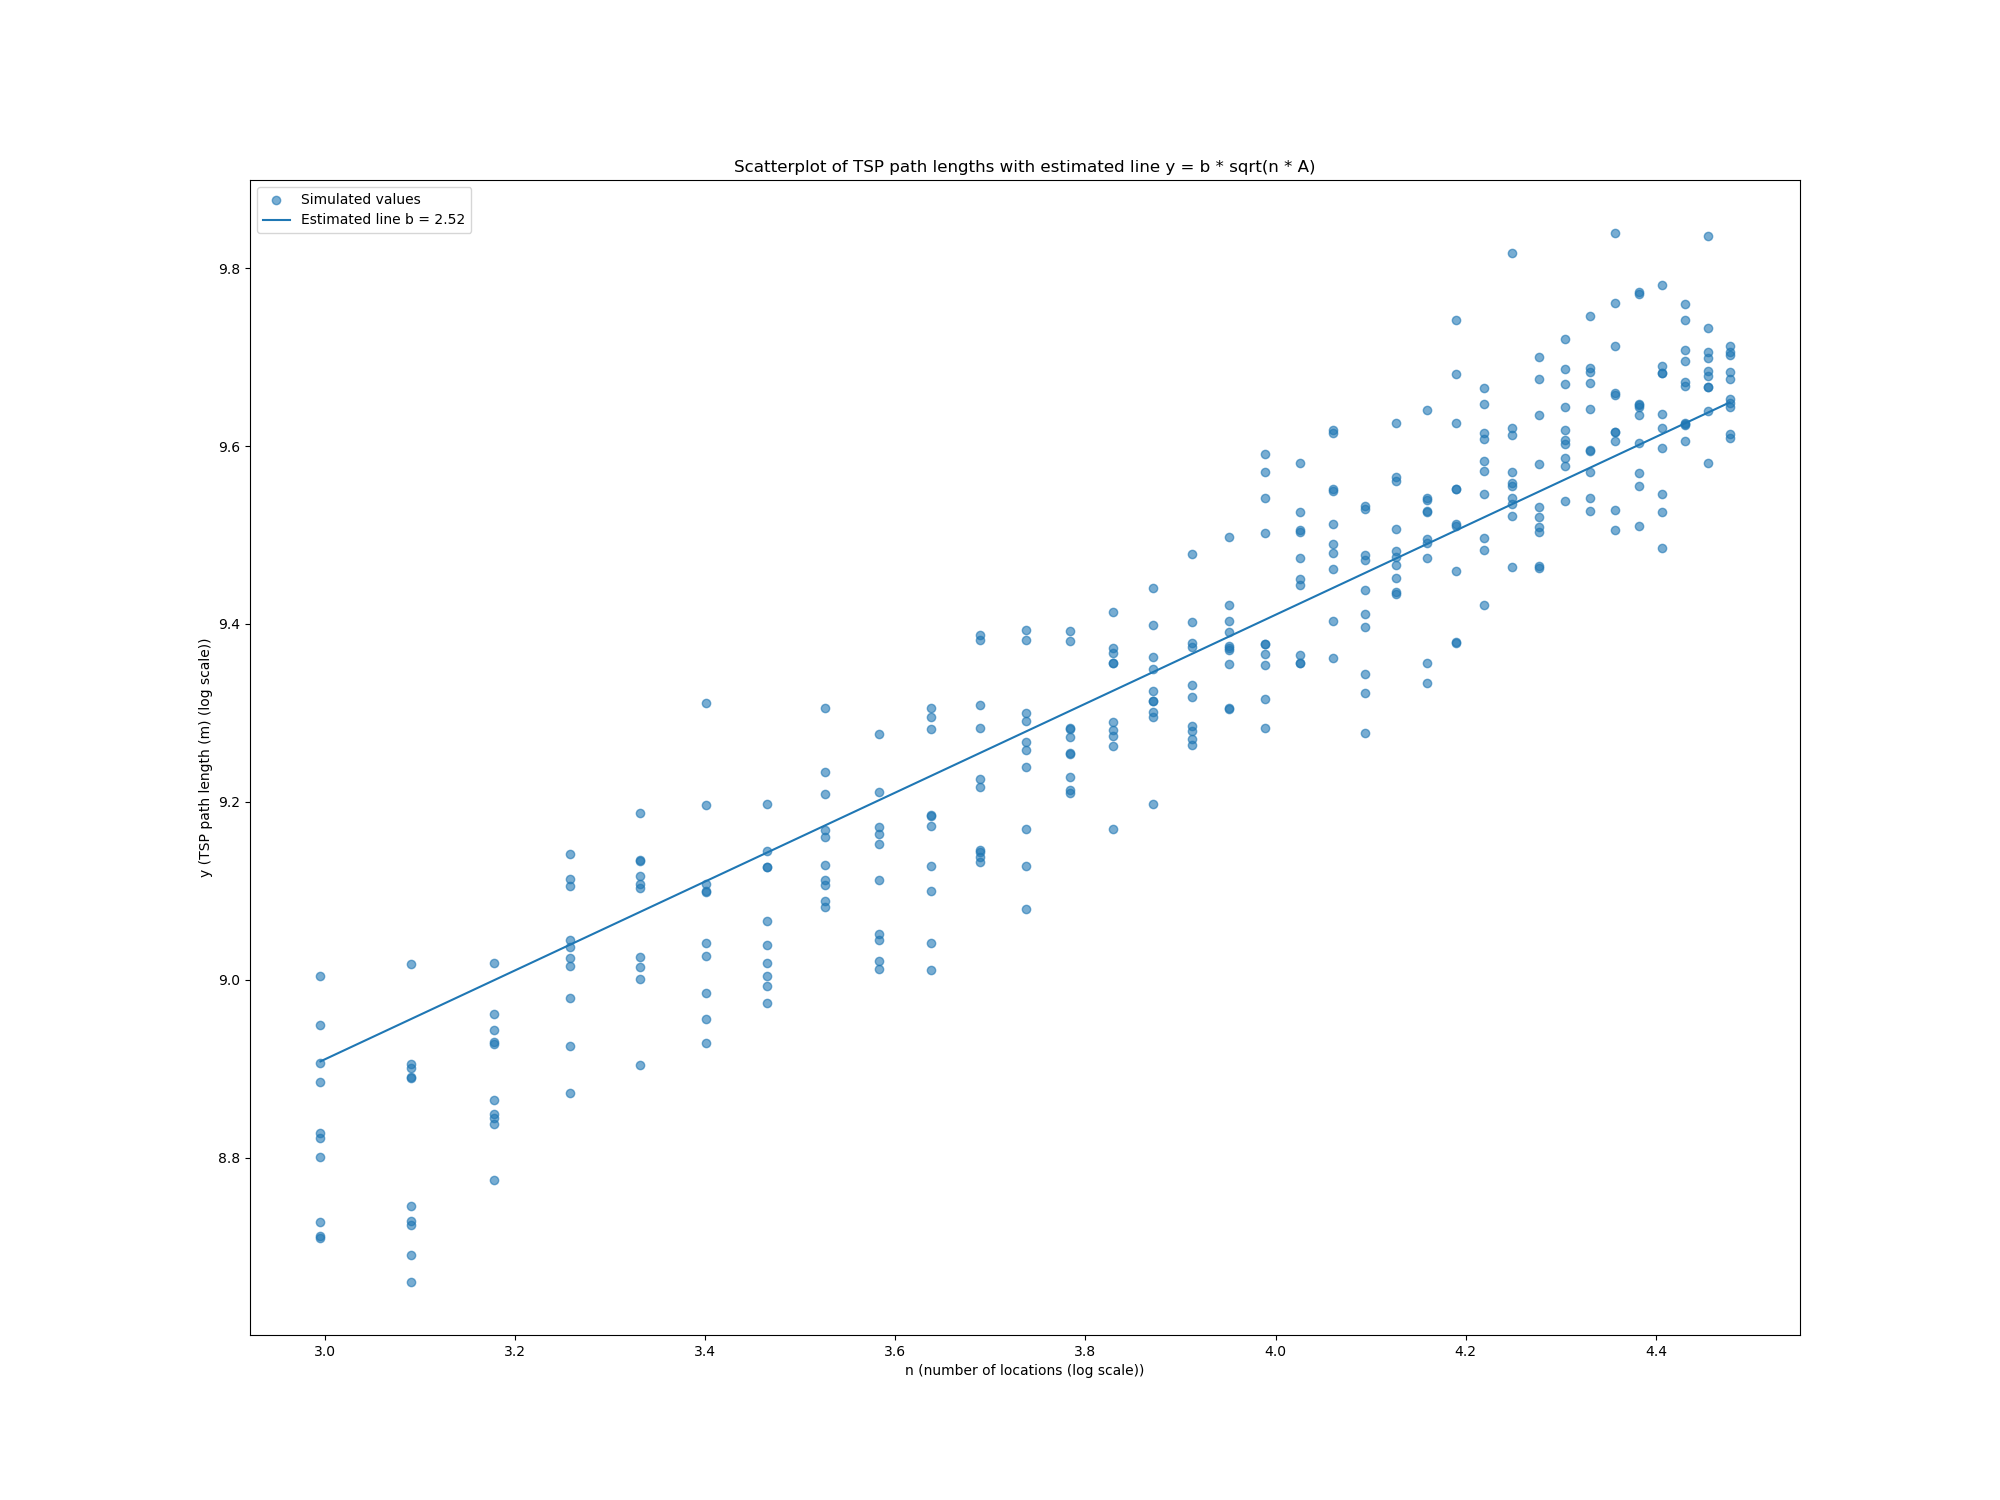 Scatterplot of TSP path lengths with estimated line y = b * sqrt(n * A)
Simulated values
Estimated line b = 2.52
9.8
9.6
9.4
9.2
9.0
8.8
y (TSP path length (m) (log scale))
3.0 3.2 3.4 3.6 3.8 4.0 4.2 4.4
n (number of locations (log scale))